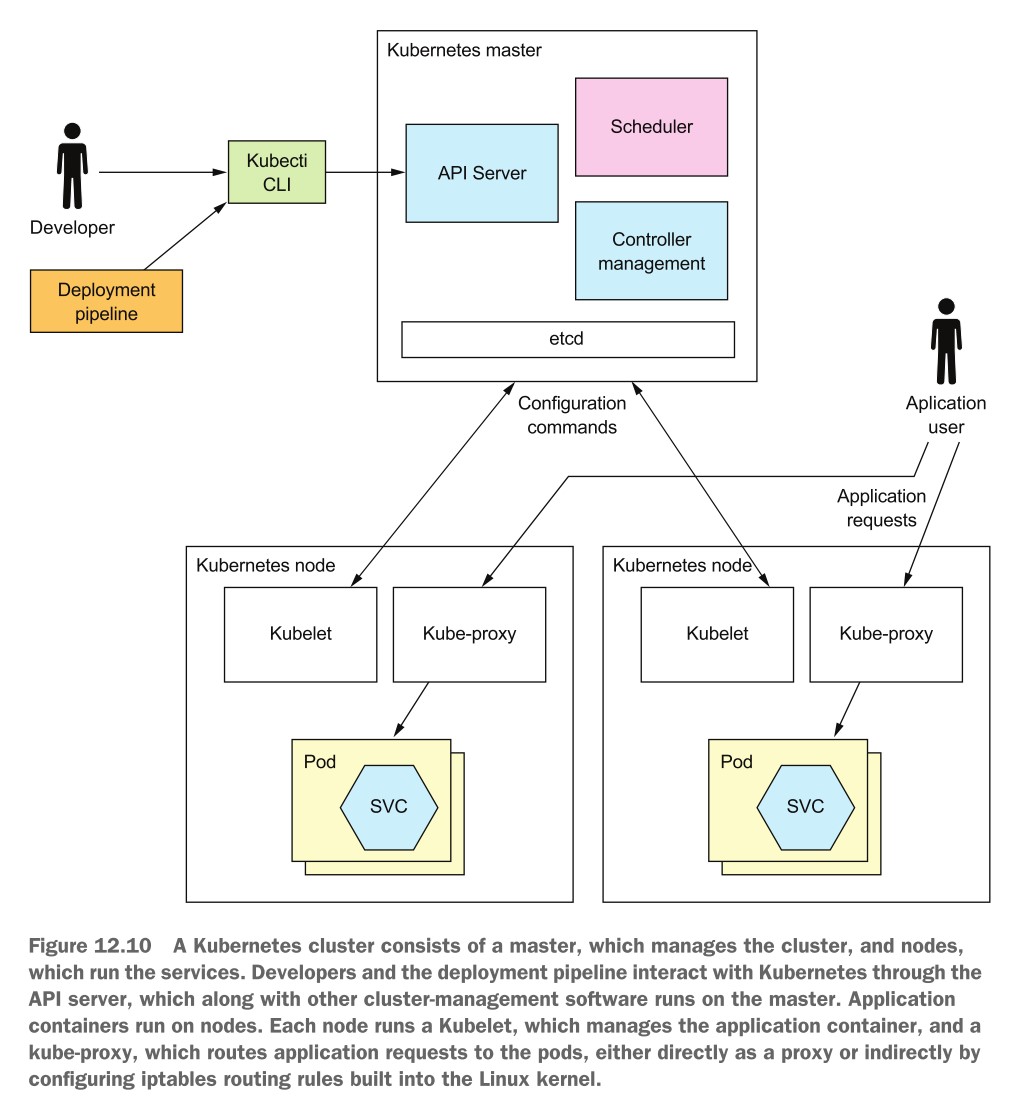 Kubernetes master
Scheduler
API Server
Kubecti
CLI
Developer
Controller
management
Deployment
pipeline
etcd
Configuration
commands
Aplication
user
Application
requests
Kubernetes node
Kubelet
Kube-proxy
Pod
SVC
Kubernetes node
Kubelet
Kube-proxy
Pod
SVC
Figure 12.10 A Kubernetes cluster consists of a master, which manages the cluster, and nodes,
which run the services. Developers and the deployment pipeline interact with Kubernetes through the
API server, which along with other cluster-management software runs on the master. Application
containers run on nodes. Each node runs a Kubelet, which manages the application container, and a
kube-proxy, which routes application requests to the pods, either directly as a proxy or indirectly by
configuring iptables routing rules built into the Linux kernel.